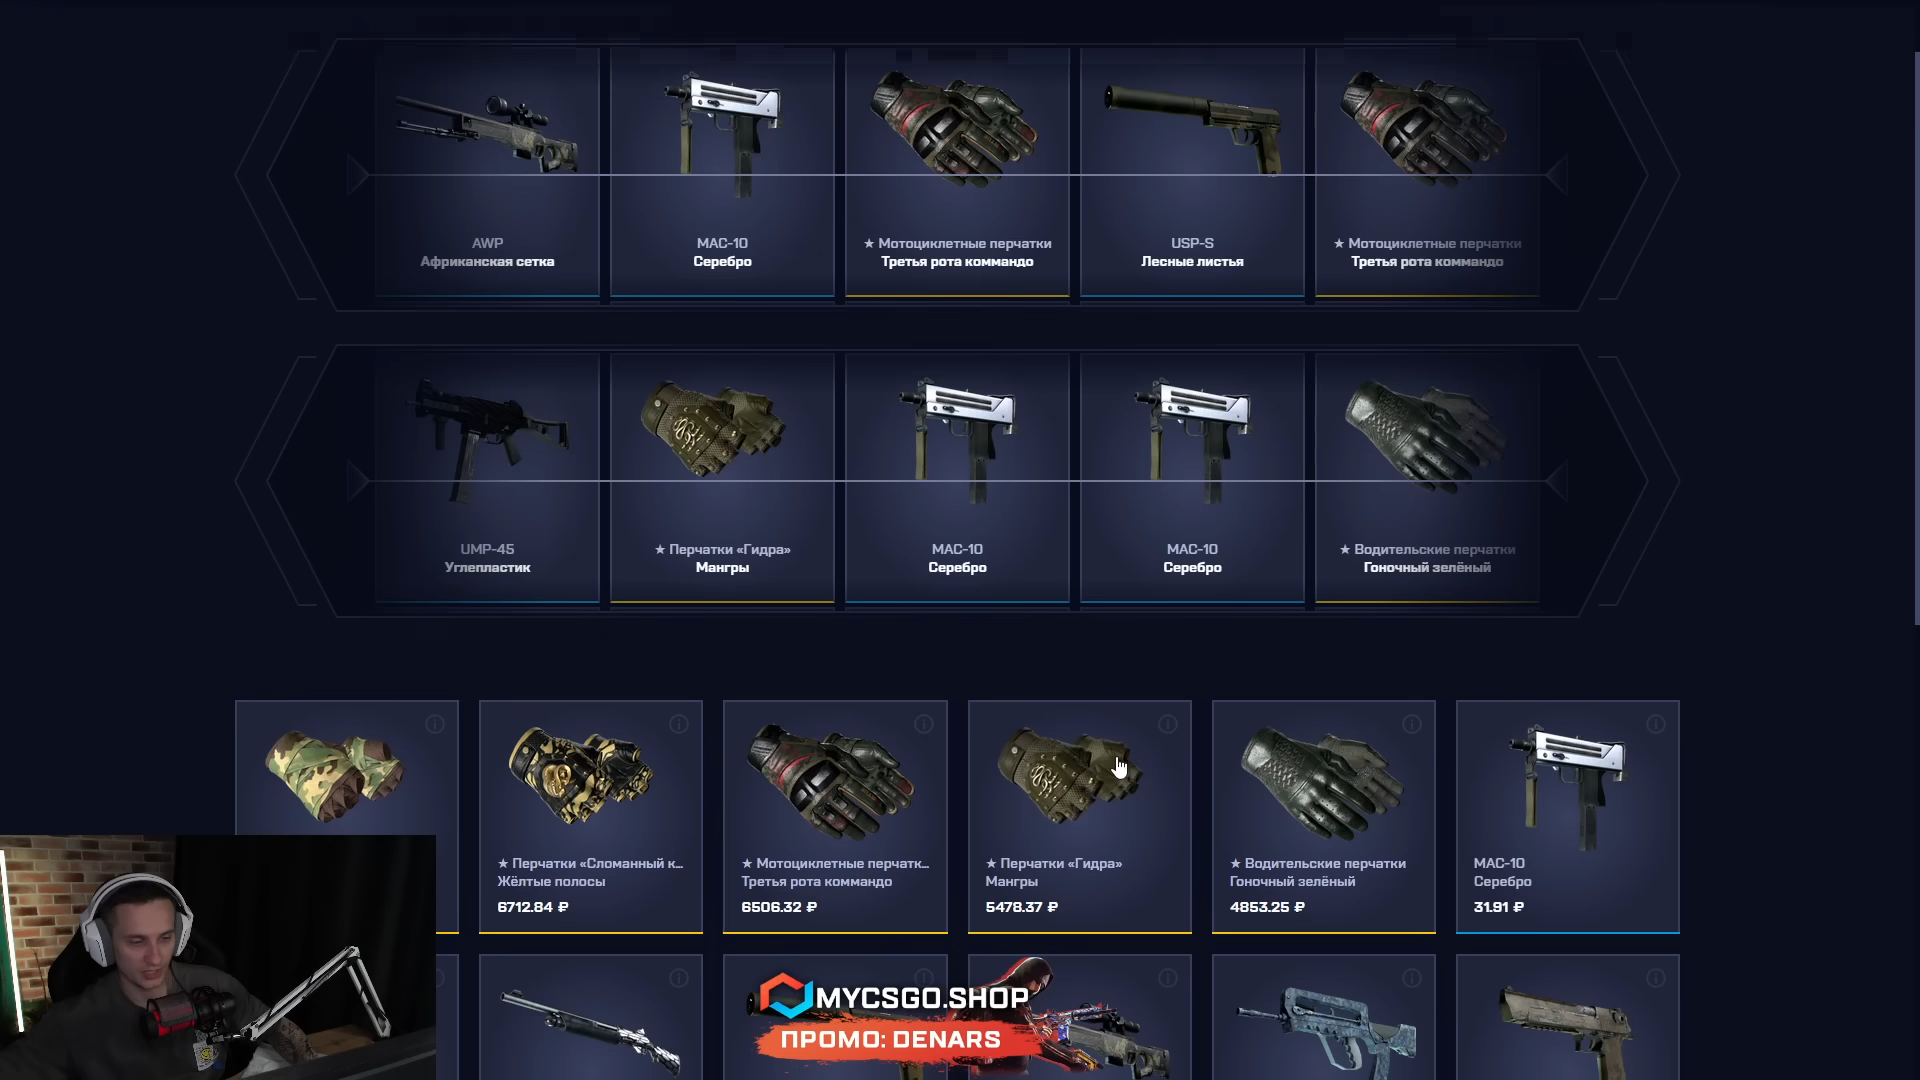 AWP
Африканская сетка
MAC-10
Серебро
★ Мотоциклетные перчатки
Третья рота коммандо
USP-S
Лесные листья
★ Мотоциклетные перчатки
Третья рота коммандо
UMP-45
Углепластик
★ Перчатки «Гидра»
Мангры
MAC-10
Серебро
MAC-10
Серебро
★ Водительские перчатки
Гоночный зелёный
★ Перчатки «Сломанный к...
Жёлтые полосы
6712.84 ₽
★ Мотоциклетные перчатк...
Третья рота коммандо
6506.32 ₽
★ Перчатки «Гидра»
Мангры
5478.37 ₽
★ Водительские перчатки
Гоночный зелёный
4853.25 ₽
MAC-10
Серебро
31.91 ₽
MYCSGO.SHOP
ПРОМО: DENARS